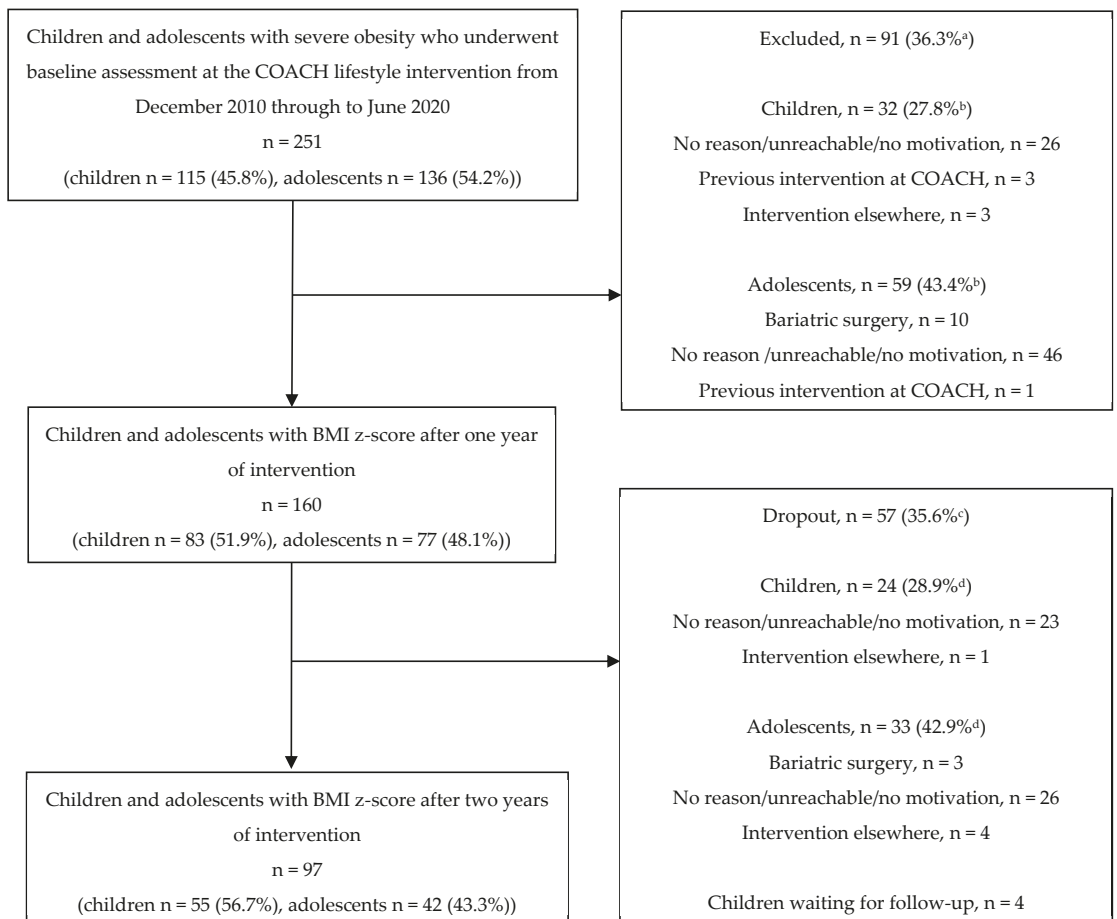 Children and adolescents with severe obesity who underwent
baseline assessment at the COACH lifestyle intervention from
December 2010 through to June 2020
n = 251
(children n = 115 (45.8%), adolescents n = 136 (54.2%))
Excluded, n = 91 (36.3%ᵃ)
Children, n = 32 (27.8%ᵇ)
No reason/unreachable/no motivation, n = 26
Previous intervention at COACH, n = 3
Intervention elsewhere, n = 3
Adolescents, n = 59 (43.4%ᵇ)
Bariatric surgery, n = 10
No reason /unreachable/no motivation, n = 46
Previous intervention at COACH, n = 1
Children and adolescents with BMI z-score after one year
of intervention
n = 160
(children n = 83 (51.9%), adolescents n = 77 (48.1%))
Dropout, n = 57 (35.6%ᶜ)
Children, n = 24 (28.9%ᵈ)
No reason/unreachable/no motivation, n = 23
Intervention elsewhere, n = 1
Adolescents, n = 33 (42.9%ᵈ)
Bariatric surgery, n = 3
No reason/unreachable/no motivation, n = 26
Intervention elsewhere, n = 4
Children waiting for follow-up, n = 4
Children and adolescents with BMI z-score after two years
of intervention
n = 97
(children n = 55 (56.7%), adolescents n = 42 (43.3%))